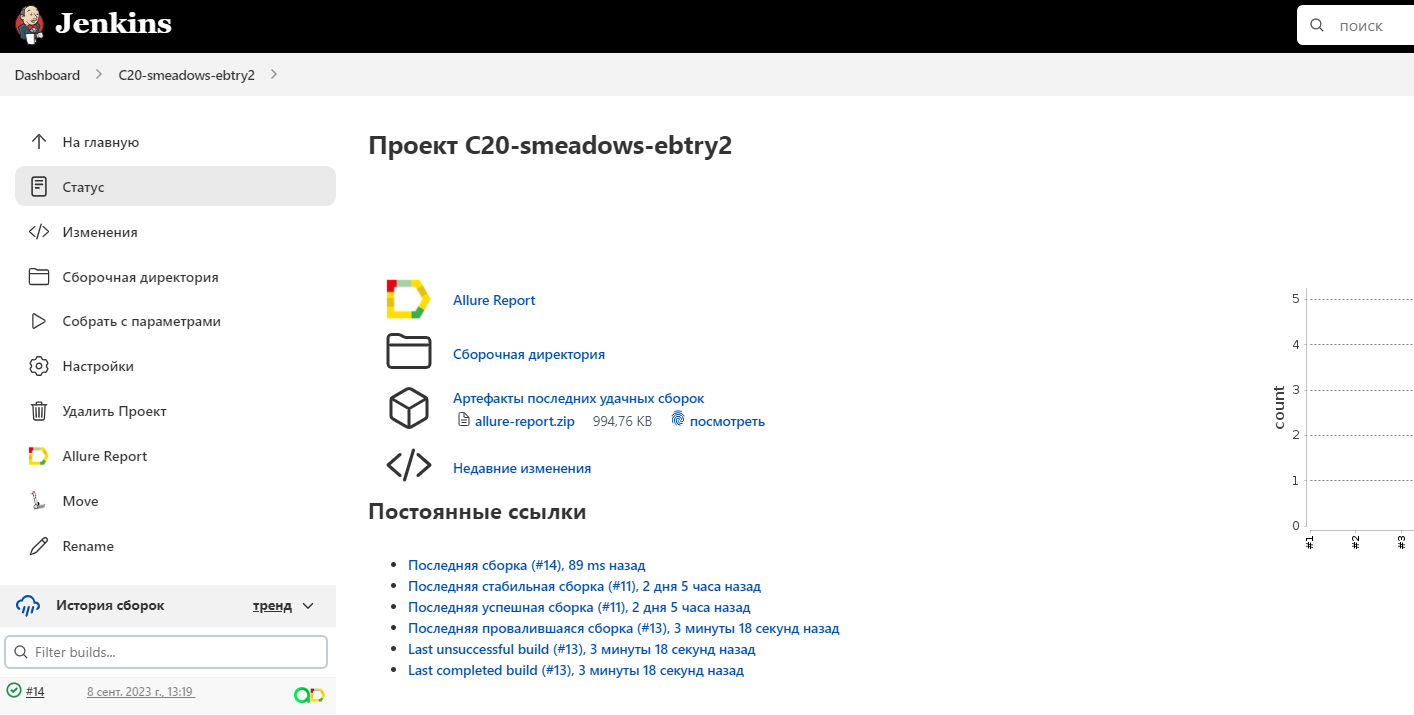 Jenkins
поиск
Dashboard
C20-smeadows-ebtry2
На главную
Статус
Изменения
Сборочная директория
Собрать с параметрами
Настройки
Удалить Проект
Allure Report
Move
Rename
История сборок
тренд
Filter builds...
#14
8 сент. 2023 г., 13:19
Проект C20-smeadows-ebtry2
Allure Report
Сборочная директория
Артефакты последних удачных сборок
allure-report.zip 994,76 KB посмотреть
Недавние изменения
Постоянные ссылки
Последняя сборка (#14), 89 ms назад
Последняя стабильная сборка (#11), 2 дня 5 часа назад
Последняя успешная сборка (#11), 2 дня 5 часа назад
Последняя провалившаяся сборка (#13), 3 минуты 18 секунд назад
Last unsuccessful build (#13), 3 минуты 18 секунд назад
Last completed build (#13), 3 минуты 18 секунд назад
count
5
4
3
2
1
0
#1
#2
#3